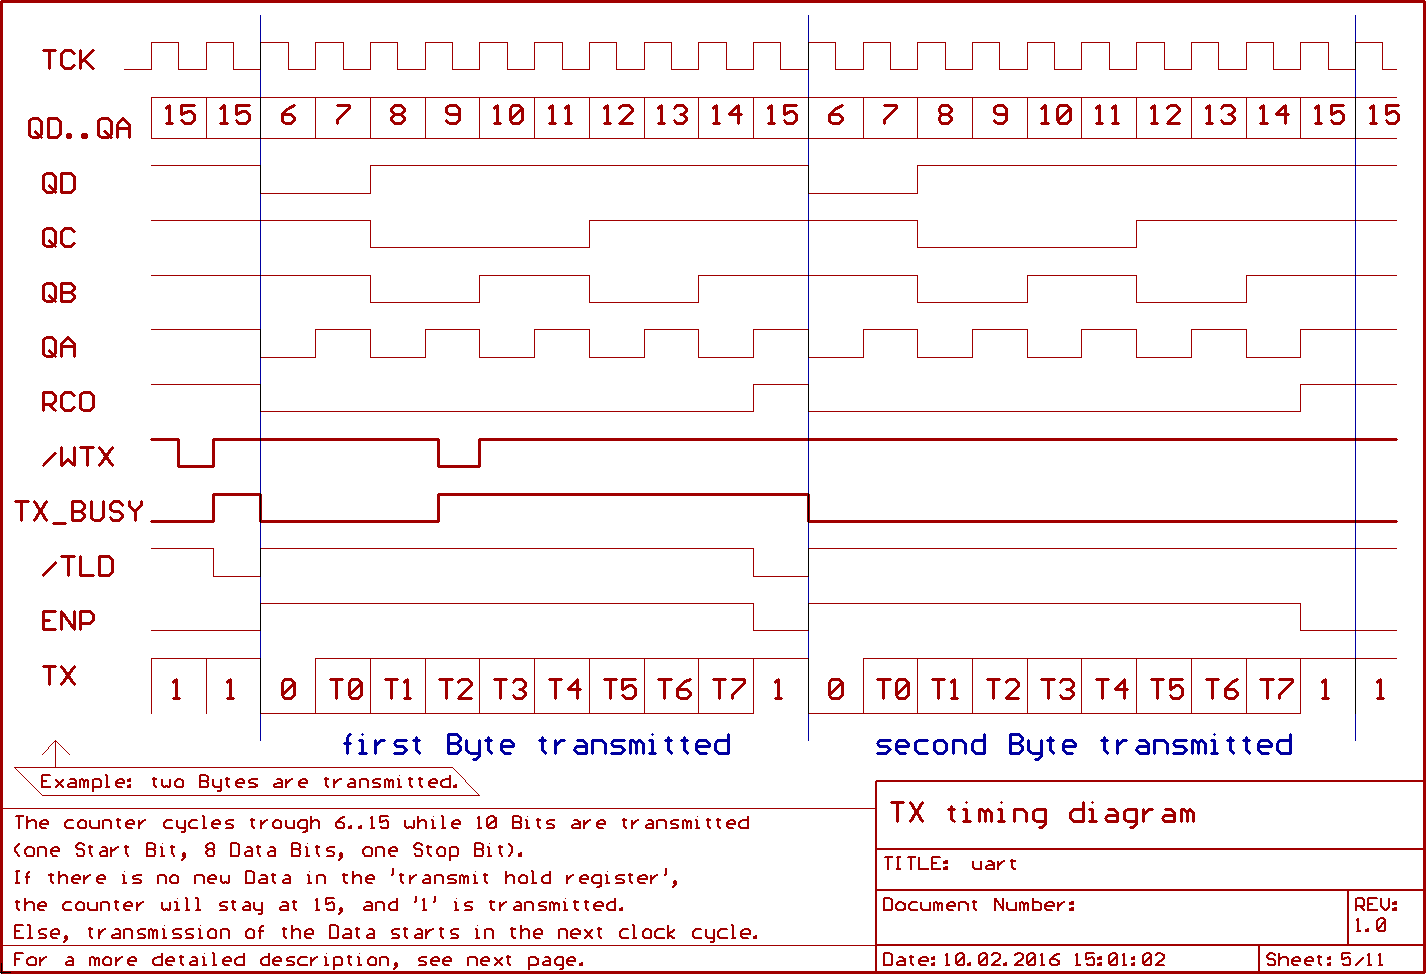 TCK
QD..QA 15 15 6 7 8 9 10 11 12 13 14 15 6 7 8 9 10 11 12 13 14 15 15
QD
QC
QB
QA
RCO
/WTX
TX_BUSY
/TLD
ENP
TX 1 1 0 T0 T1 T2 T3 T4 T5 T6 T7 1 0 T0 T1 T2 T3 T4 T5 T6 T7 1 1
first Byte transmitted second Byte transmitted
Example: two Bytes are transmitted.
The counter cycles trough 6..15 while 10 Bits are transmitted
(one Start Bit, 8 Data Bits, one Stop Bit).
If there is no new Data in the 'transmit hold register',
the counter will stay at 15, and '1' is transmitted.
Else, transmission of the Data starts in the next clock cycle.
For a more detailed description, see next page.
TX timing diagram
TITLE: uart
Document Number:
REV:
1.0
Date:10.02.2016 15:01:02
Sheet:5/11